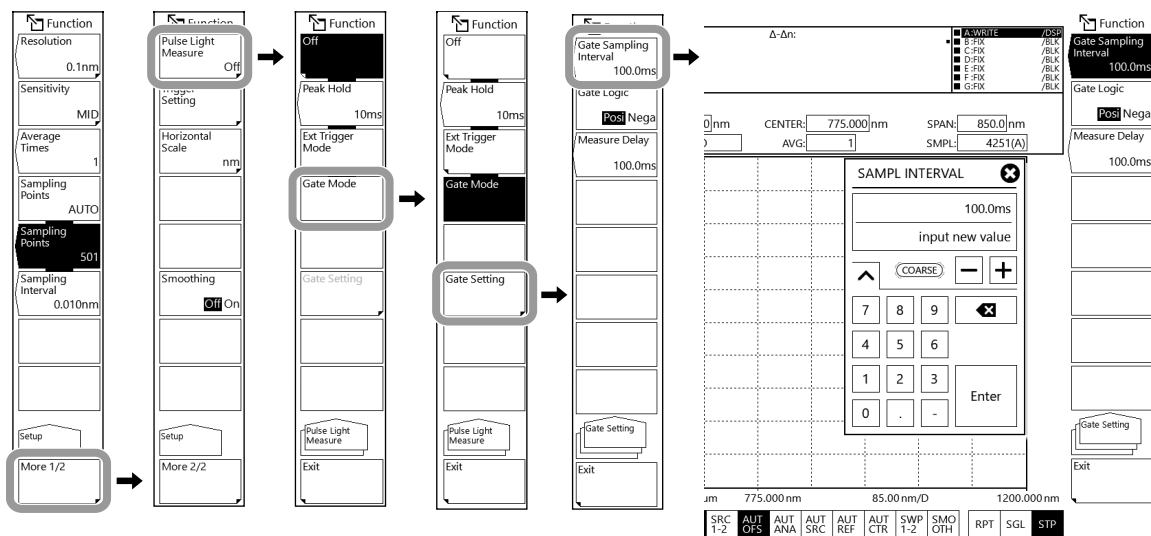 Function
Resolution
0.1nm
Sensitivity
MID
Average
Times
1
Sampling
Points
AUTO
Sampling
Points
501
Sampling
Interval
0.010nm
Setup
More 1/2
Function
Pulse Light
Measure
Off
Trigger
Setting
Horizontal
Scale
nm
Smoothing
Off On
Setup
More 2/2
Function
Off
Peak Hold
10ms
Ext Trigger
Mode
Gate Mode
Gate Setting
Pulse Light
Measure
Exit
Function
Off
Peak Hold
10ms
Ext Trigger
Mode
Gate Mode
Gate Setting
Pulse Light
Measure
Exit
Function
Gate Sampling
Interval
100.0ms
Gate Logic
Posi Nega
Measure Delay
100.0ms
Gate Setting
Exit
Δ-Δn:
A:WRITE /DSP
B:FIX /BLK
C:FIX /BLK
D:FIX /BLK
E:FIX /BLK
F:FIX /BLK
G:FIX /BLK
0 nm CENTER: 775.000 nm SPAN: 850.0 nm
AVG: 1 SMPL: 4251(A)
SAMPL INTERVAL
100.0ms
input new value
COARSE − +
7 8 9
4 5 6
1 2 3
Enter
0 . -
775.000 nm 85.00 nm/D 1200.000 nm
SRC 1-2
AUT OFS
AUT ANA
AUT SRC
AUT REF
AUT CTR
SWP 1-2
SMO OTH
RPT SGL STP
Function
Gate Sampling
Interval
100.0ms
Gate Logic
Posi Nega
Measure Delay
100.0ms
Gate Setting
Exit